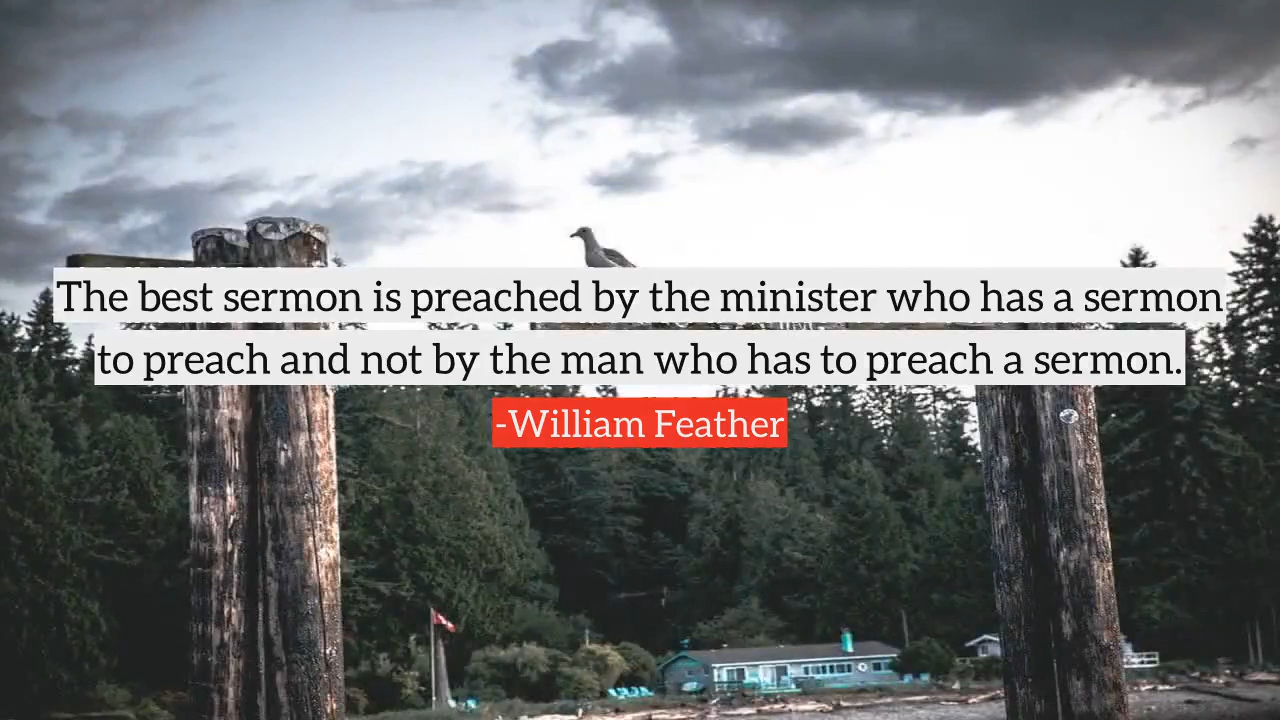 The best sermon is preached by the minister who has a sermon
to preach and not by the man who has to preach a sermon.
-William Feather